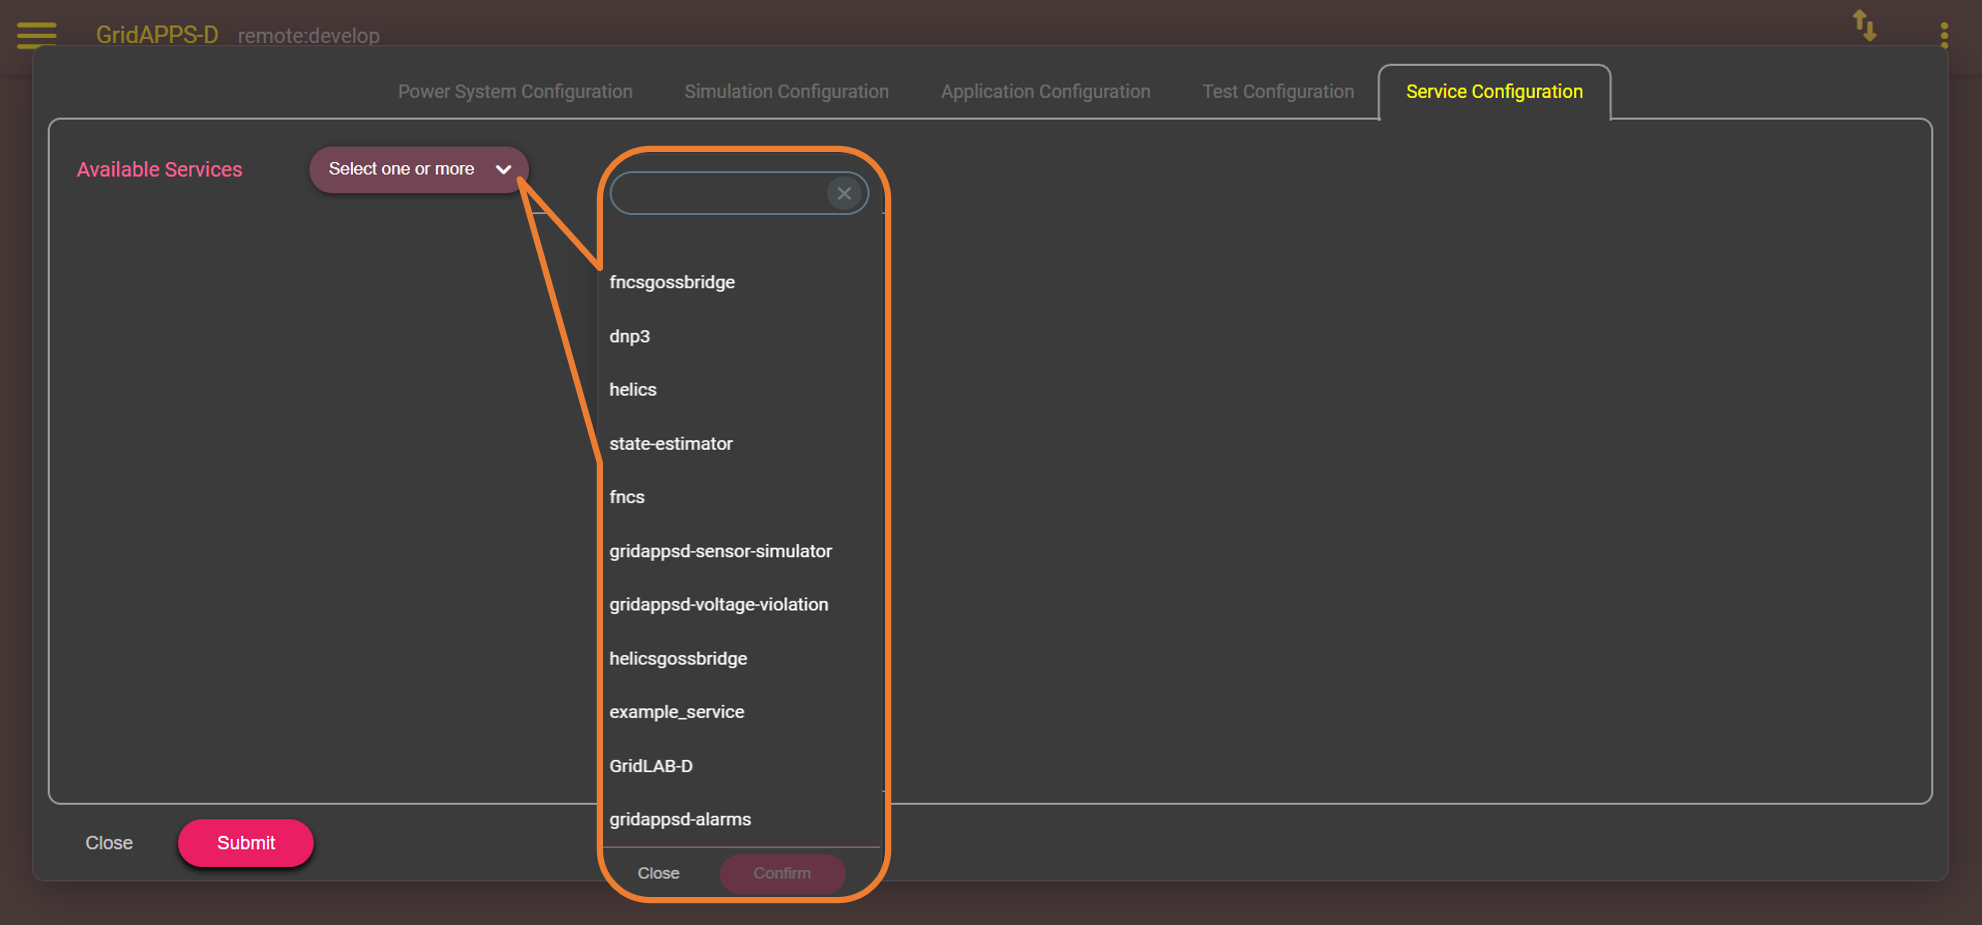 GridAPPS-D remote:develop
Power System Configuration Simulation Configuration Application Configuration Test Configuration Service Configuration
Available Services Select one or more
fncsgossbridge
dnp3
helics
state-estimator
fncs
gridappsd-sensor-simulator
gridappsd-voltage-violation
helicsgossbridge
example_service
GridLAB-D
gridappsd-alarms
Close Confirm
Close Submit